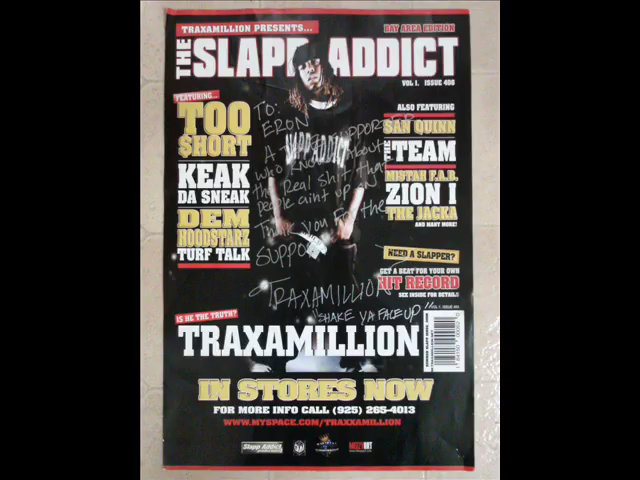 TRAXAMILLION PRESENTS...
BAY AREA EDITION
THE SLAPP ADDICT
VOL 1. ISSUE 408
FEATURING...
TOO $HORT
KEAK DA SNEAK
DEM HOODSTARZ
TURF TALK
ALSO FEATURING
SAN QUINN
THE TEAM
MISTAH F.A.B.
ZION I
THE JACKA
AND MANY MORE!
NEED A SLAPPER?
GET A BEAT FOR YOUR OWN
HIT RECORD
SEE INSIDE FOR DETAIL$!!
TO:
ERON
A SUPPORTER
WHO KNOWS About
the Real Shit that
people aint up on
Thank you For the
SUPPORT
TRAXAMILLION
SHAKE YA FACE UP
IS HE THE TRUTH?
TRAXAMILLION
IN STORES NOW
FOR MORE INFO CALL (925) 265-4013
WWW.MYSPACE.COM/TRAXXAMILLION
Slapp Addict
MOZZYART